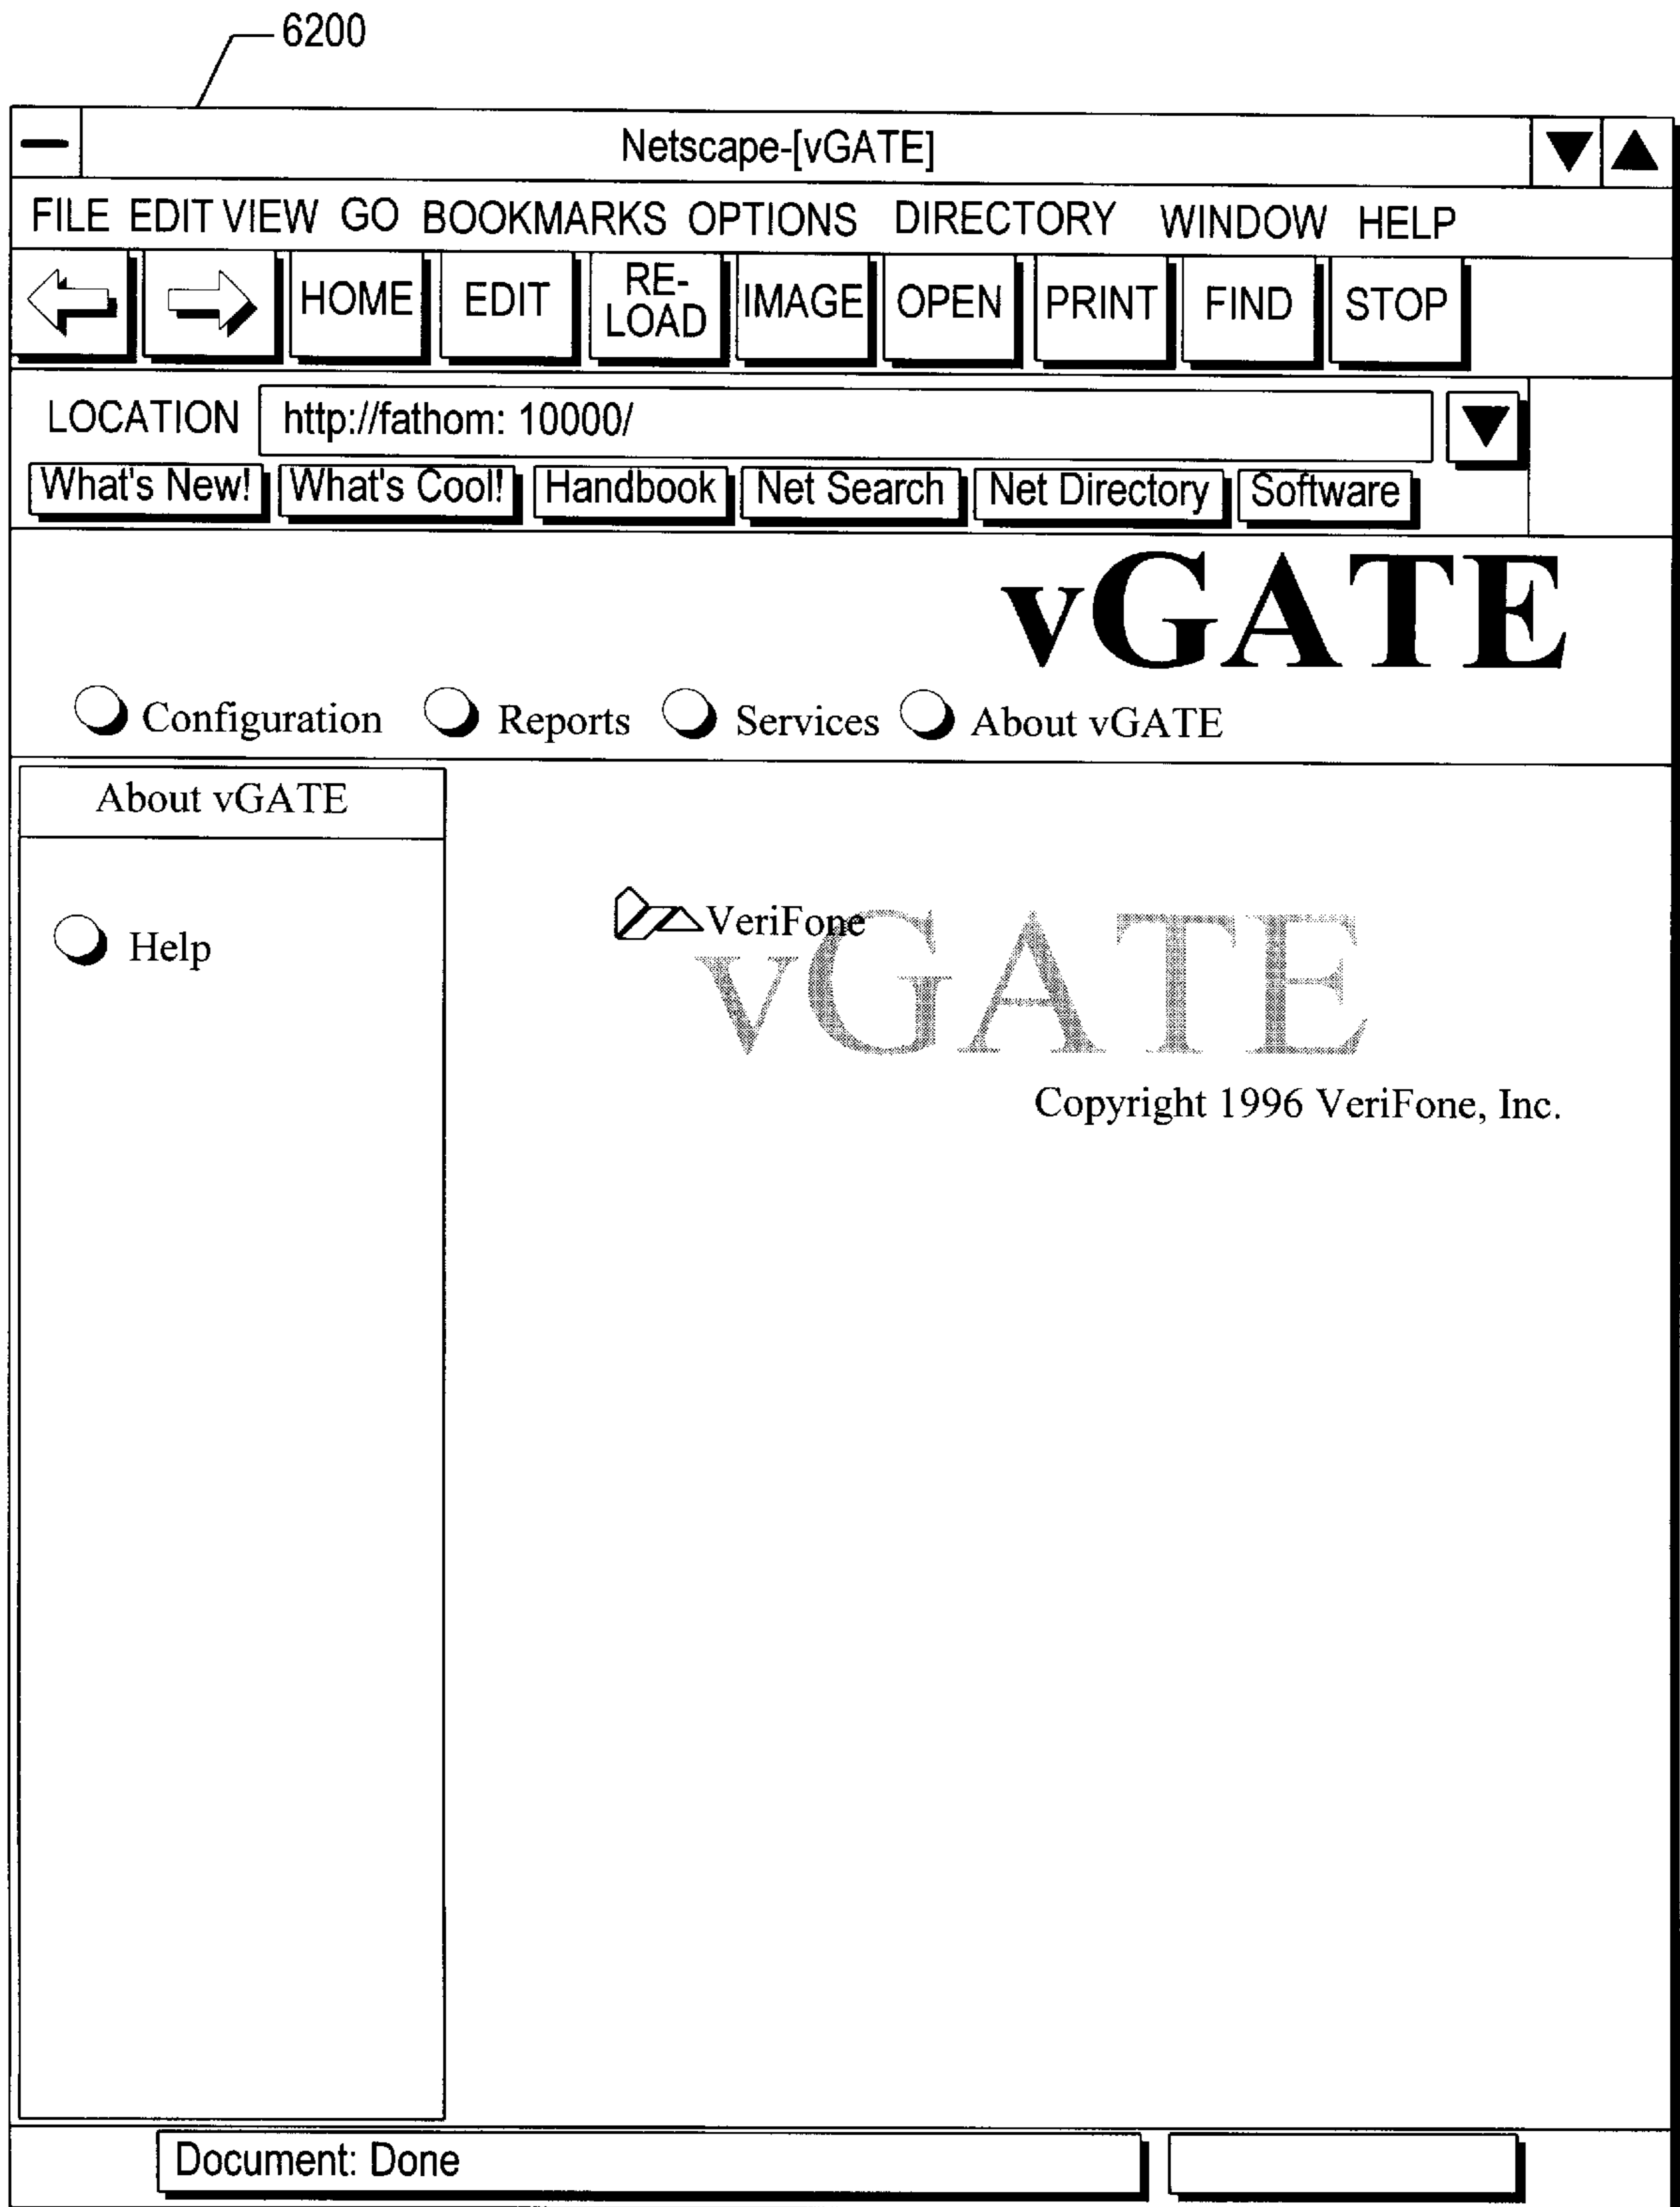 6200
Netscape-[vGATE]
FILE EDIT VIEW GO BOOKMARKS OPTIONS DIRECTORY WINDOW HELP
HOME EDIT RE-LOAD IMAGE OPEN PRINT FIND STOP
LOCATION http://fathom: 10000/
What's New! What's Cool! Handbook Net Search Net Directory Software
vGATE
Configuration Reports Services About vGATE
About vGATE
Help
VeriFone
vGATE
Copyright 1996 VeriFone, Inc.
Document: Done